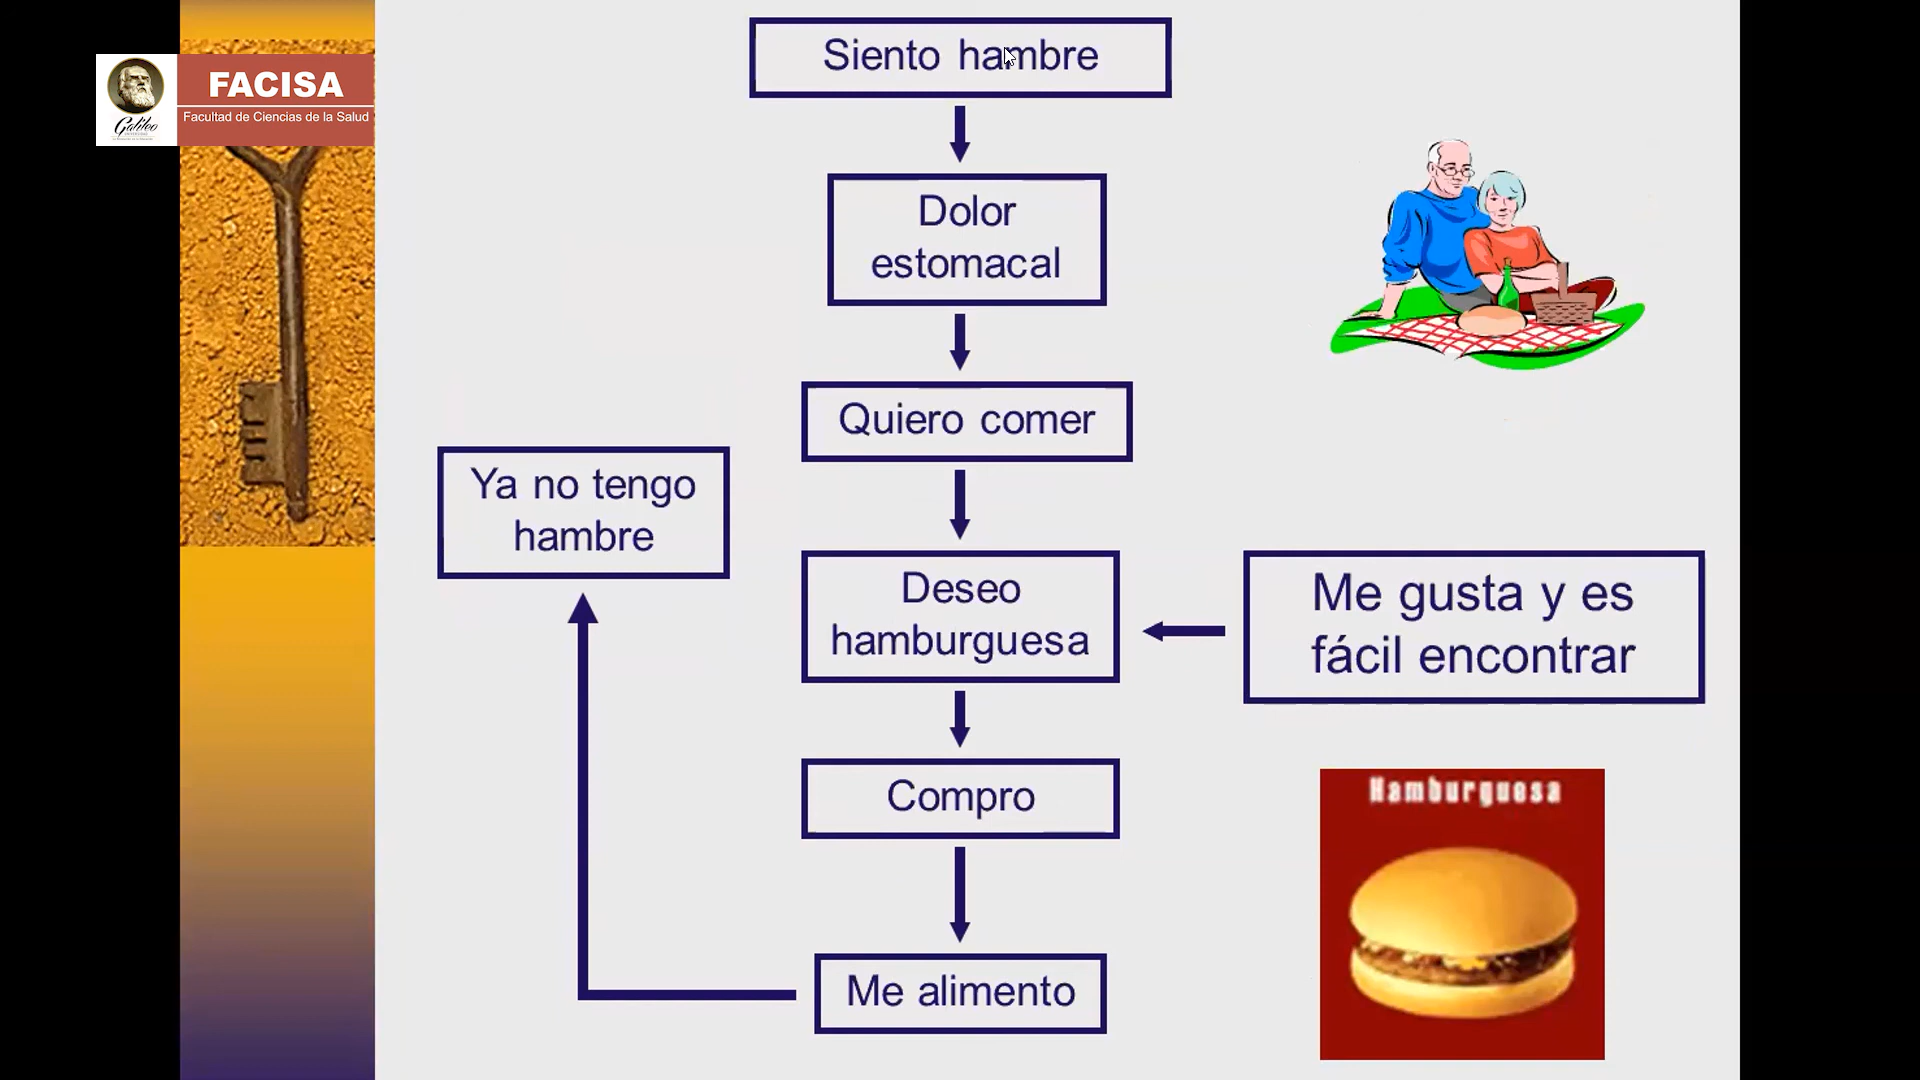 FACISA
Facultad de Ciencias de la Salud
Galileo
Siento hambre
Dolor
estomacal
Quiero comer
Ya no tengo
hambre
Deseo
hamburguesa
Me gusta y es
fácil encontrar
Compro
Me alimento
Hamburguesa